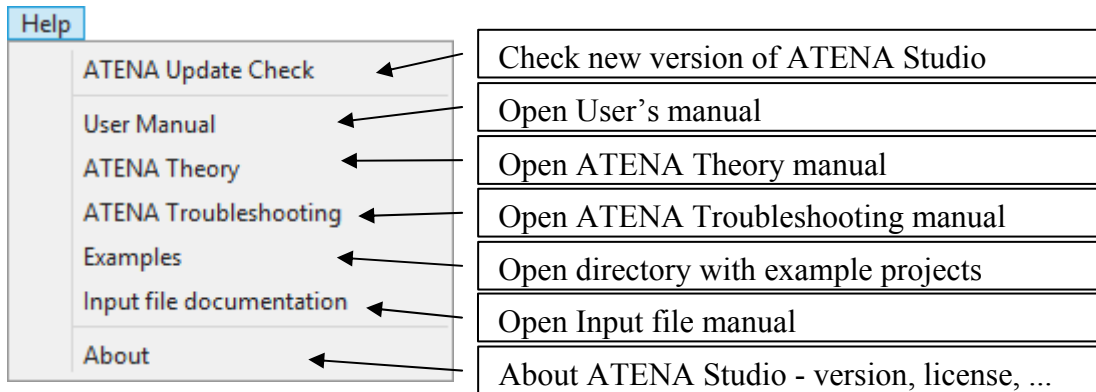 Help
ATENA Update Check
Check new version of ATENA Studio
User Manual
Open User’s manual
ATENA Theory
Open ATENA Theory manual
ATENA Troubleshooting
Open ATENA Troubleshooting manual
Examples
Open directory with example projects
Input file documentation
Open Input file manual
About
About ATENA Studio - version, license, ...